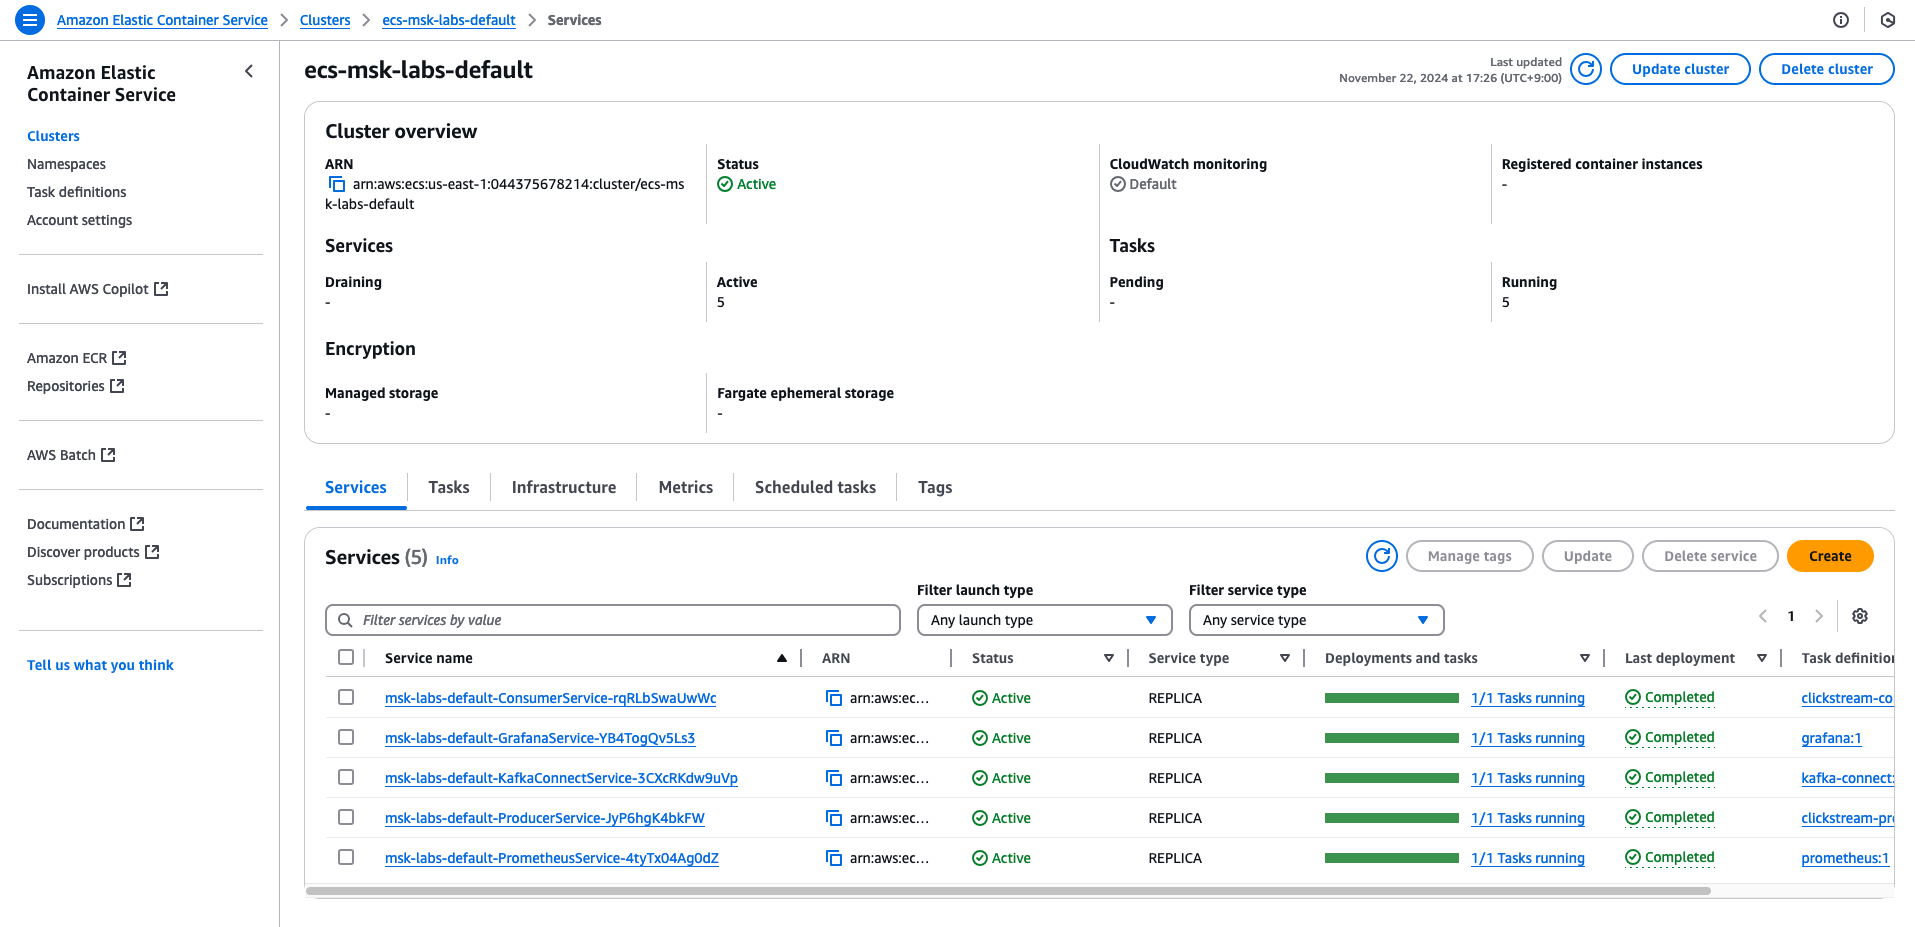 Amazon Elastic Container Service > Clusters > ecs-msk-labs-default > Services
Amazon Elastic
Container Service
Clusters
Namespaces
Task definitions
Account settings
Install AWS Copilot
Amazon ECR
Repositories
AWS Batch
Documentation
Discover products
Subscriptions
Tell us what you think
ecs-msk-labs-default
Last updated
November 22, 2024 at 17:26 (UTC+9:00)
Update cluster
Delete cluster
Cluster overview
ARN
arn:aws:ecs:us-east-1:044375678214:cluster/ecs-ms
k-labs-default
Status
Active
CloudWatch monitoring
Default
Registered container instances
-
Services
Draining
-
Active
5
Tasks
Pending
-
Running
5
Encryption
Managed storage
-
Fargate ephemeral storage
-
Services Tasks Infrastructure Metrics Scheduled tasks Tags
Services (5) Info
Manage tags Update Delete service Create
Filter services by value
Filter launch type
Any launch type
Filter service type
Any service type
1
Service name ARN Status Service type Deployments and tasks Last deployment Task definition
msk-labs-default-ConsumerService-rqRLbSwaUwWc arn:aws:ec... Active REPLICA 1/1 Tasks running Completed clickstream-co
msk-labs-default-GrafanaService-YB4TogQv5Ls3 arn:aws:ec... Active REPLICA 1/1 Tasks running Completed grafana:1
msk-labs-default-KafkaConnectService-3CXcRKdw9uVp arn:aws:ec... Active REPLICA 1/1 Tasks running Completed kafka-connect:
msk-labs-default-ProducerService-JyP6hgK4bkFW arn:aws:ec... Active REPLICA 1/1 Tasks running Completed clickstream-pro
msk-labs-default-PrometheusService-4tyTx04Ag0dZ arn:aws:ec... Active REPLICA 1/1 Tasks running Completed prometheus:1